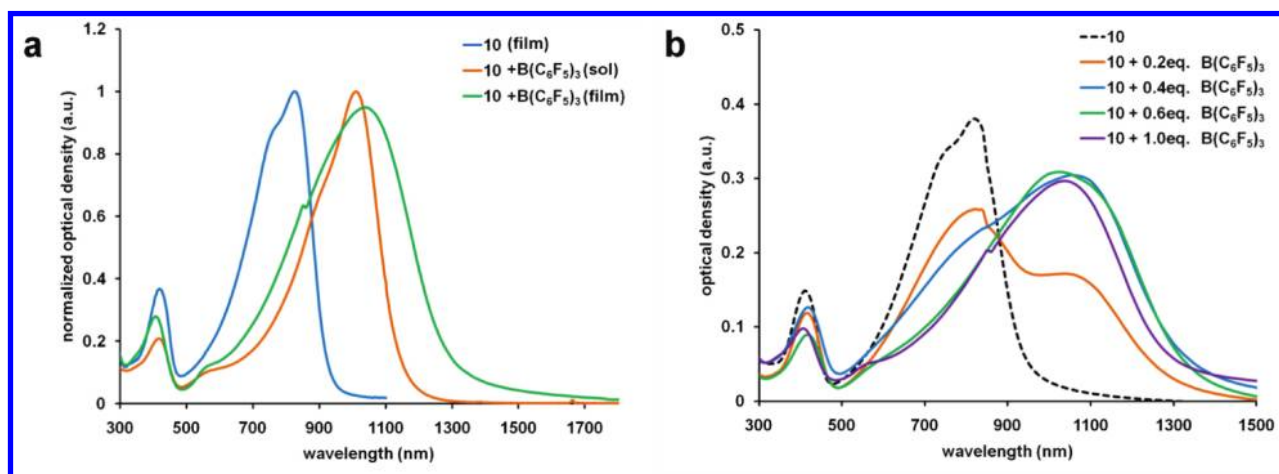 a
normalized optical density (a.u.)
1.2
1
0.8
0.6
0.4
0.2
0
300 500 700 900 1100 1300 1500 1700
wavelength (nm)
10 (film)
10 +B(C₆F₅)₃ (sol)
10 +B(C₆F₅)₃ (film)
b
optical density (a.u.)
0.5
0.4
0.3
0.2
0.1
0
300 500 700 900 1100 1300 1500
wavelength (nm)
10
10 + 0.2eq. B(C₆F₅)₃
10 + 0.4eq. B(C₆F₅)₃
10 + 0.6eq. B(C₆F₅)₃
10 + 1.0eq. B(C₆F₅)₃